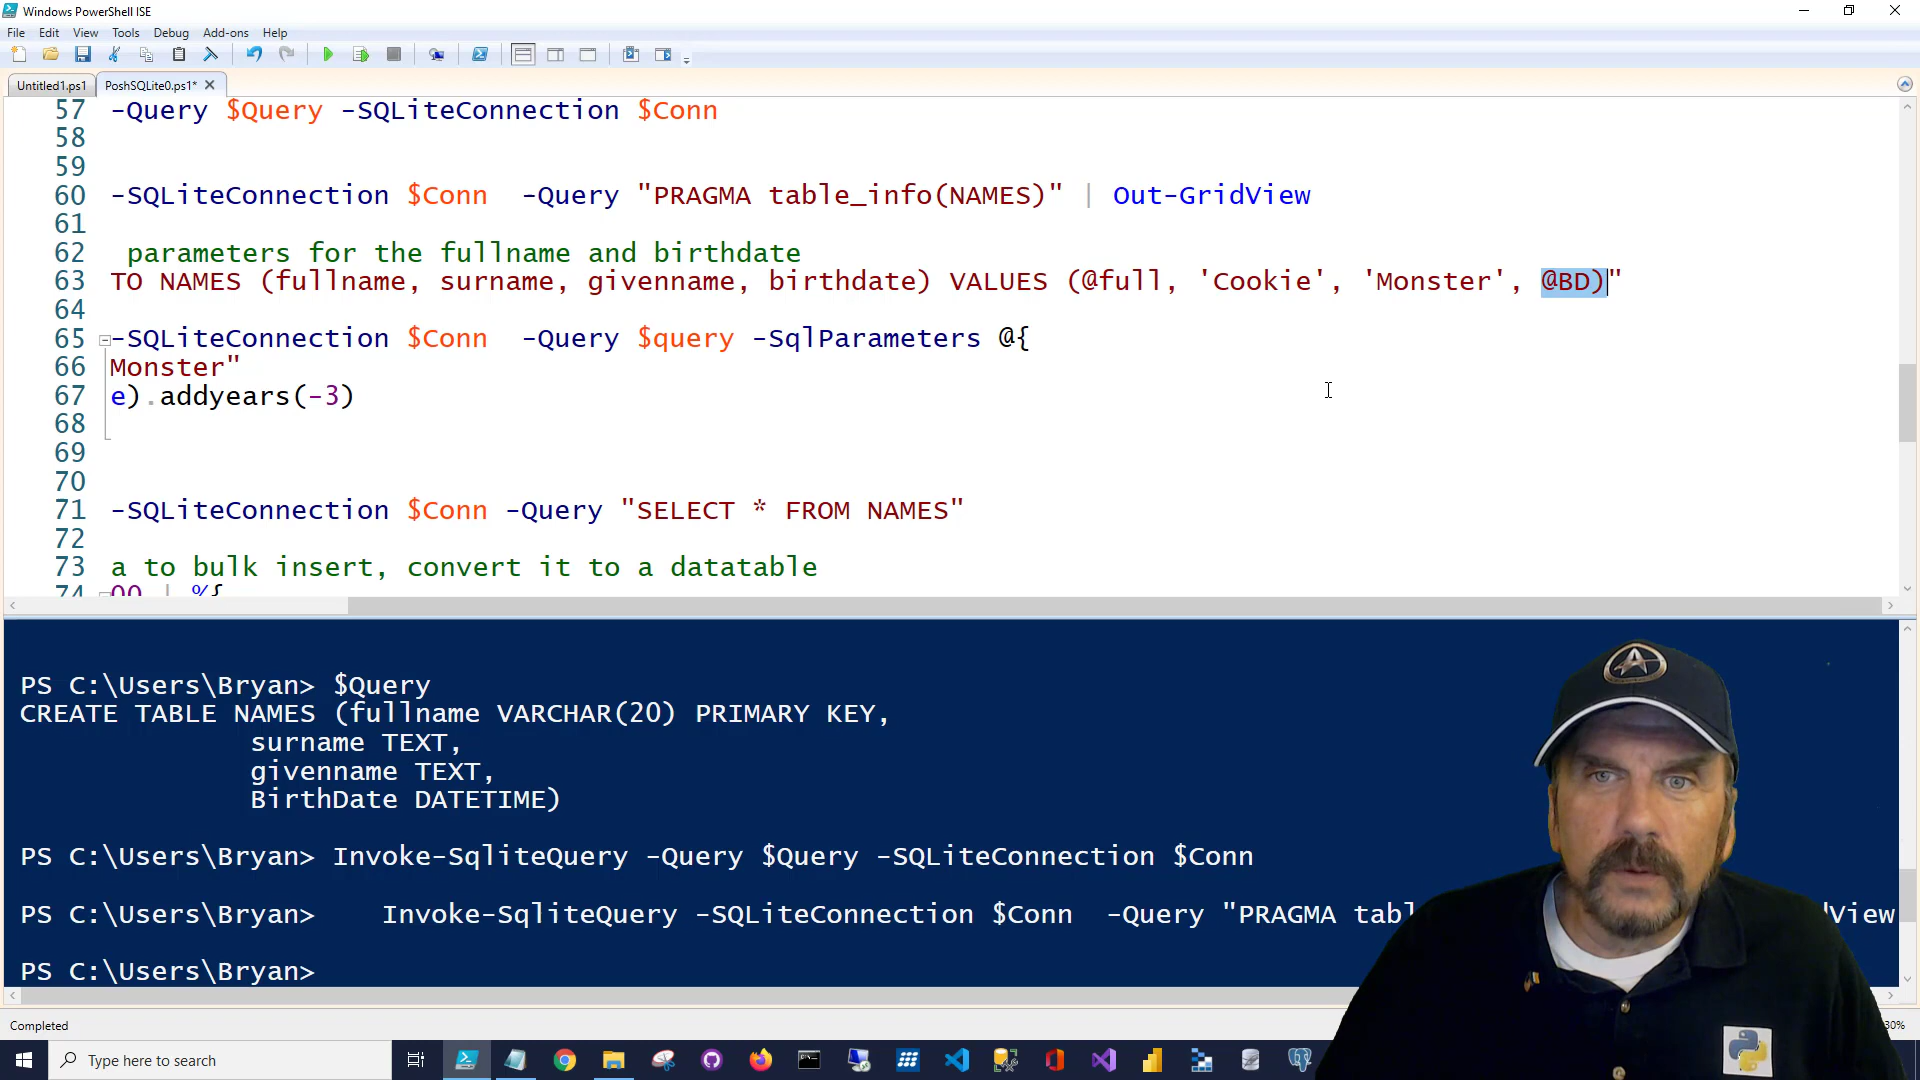 Windows PowerShell ISE
File Edit View Tools Debug Add-ons Help
Untitled1.ps1 PoshSQLite0.ps1*
57 -Query $Query -SQLiteConnection $Conn
58
59
60 -SQLiteConnection $Conn  -Query "PRAGMA table_info(NAMES)" | Out-GridView
61
62 parameters for the fullname and birthdate
63 TO NAMES (fullname, surname, givenname, birthdate) VALUES (@full, 'Cookie', 'Monster', @BD)"
64
65 -SQLiteConnection $Conn  -Query $query -SqlParameters @{
66 Monster"
67 e).addyears(-3)
68
69
70
71 -SQLiteConnection $Conn -Query "SELECT * FROM NAMES"
72
73 a to bulk insert, convert it to a datatable
74 00 | %{
PS C:\Users\Bryan> $Query
CREATE TABLE NAMES (fullname VARCHAR(20) PRIMARY KEY,
surname TEXT,
givenname TEXT,
BirthDate DATETIME)
PS C:\Users\Bryan> Invoke-SqliteQuery -Query $Query -SQLiteConnection $Conn
PS C:\Users\Bryan>    Invoke-SqliteQuery -SQLiteConnection $Conn  -Query "PRAGMA tabl dView
PS C:\Users\Bryan>
Completed 30%
Type here to search